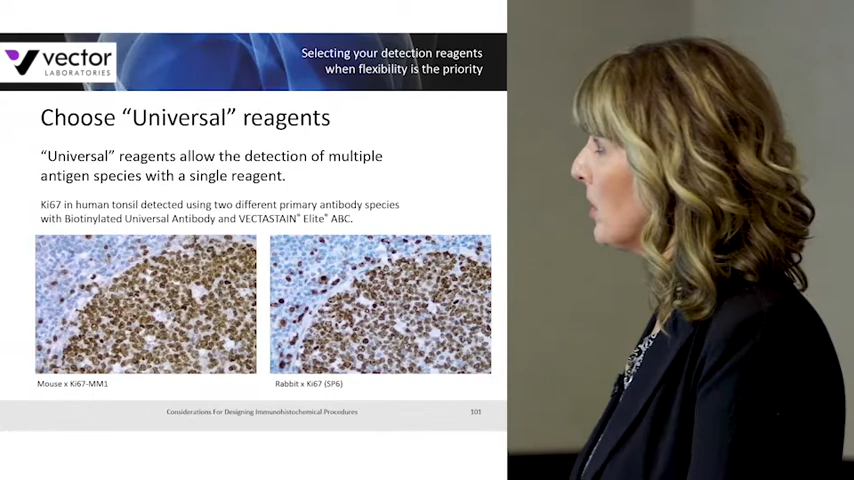 vector
LABORATORIES
Selecting your detection reagents
when flexibility is the priority
Choose “Universal” reagents
“Universal” reagents allow the detection of multiple
antigen species with a single reagent.
Ki67 in human tonsil detected using two different primary antibody species
with Biotinylated Universal Antibody and VECTASTAIN® Elite® ABC.
Mouse x Ki67-MM1
Rabbit x Ki67 (SP6)
Considerations For Designing Immunohistochemical Procedures
101